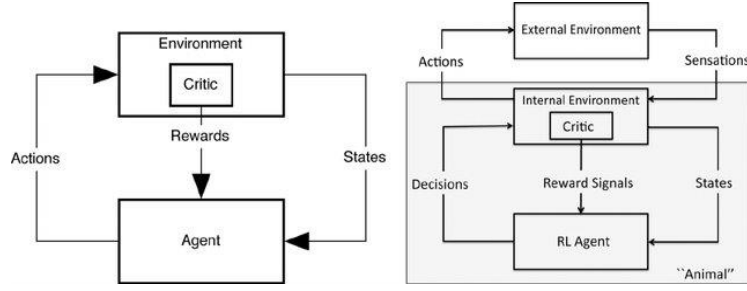 Environment
Critic
Rewards
Actions
States
Agent
External Environment
Actions
Sensations
Internal Environment
Critic
Decisions
Reward Signals
States
RL Agent
``Animal"